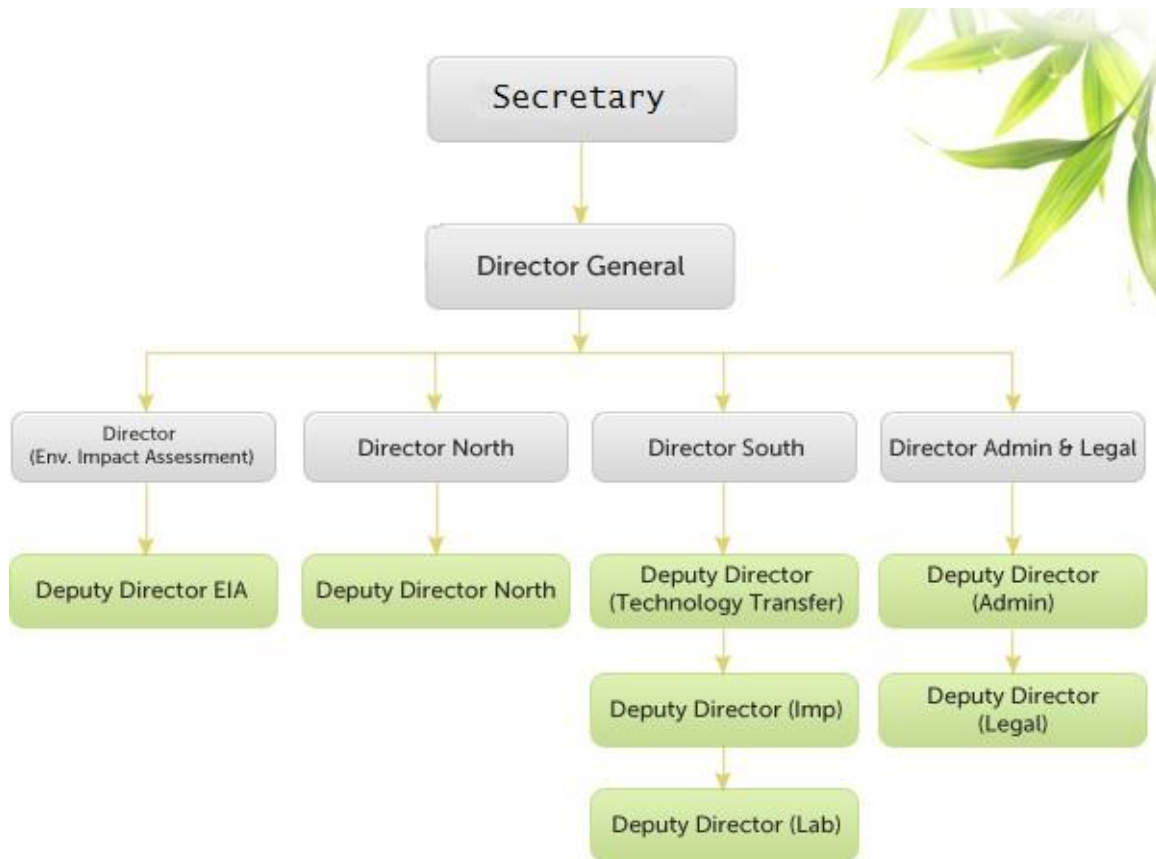 Secretary
Director General
Director
(Env. Impact Assessment)
Director North
Director South
Director Admin & Legal
Deputy Director EIA
Deputy Director North
Deputy Director
(Technology Transfer)
Deputy Director
(Admin)
Deputy Director (Imp)
Deputy Director
(Legal)
Deputy Director (Lab)